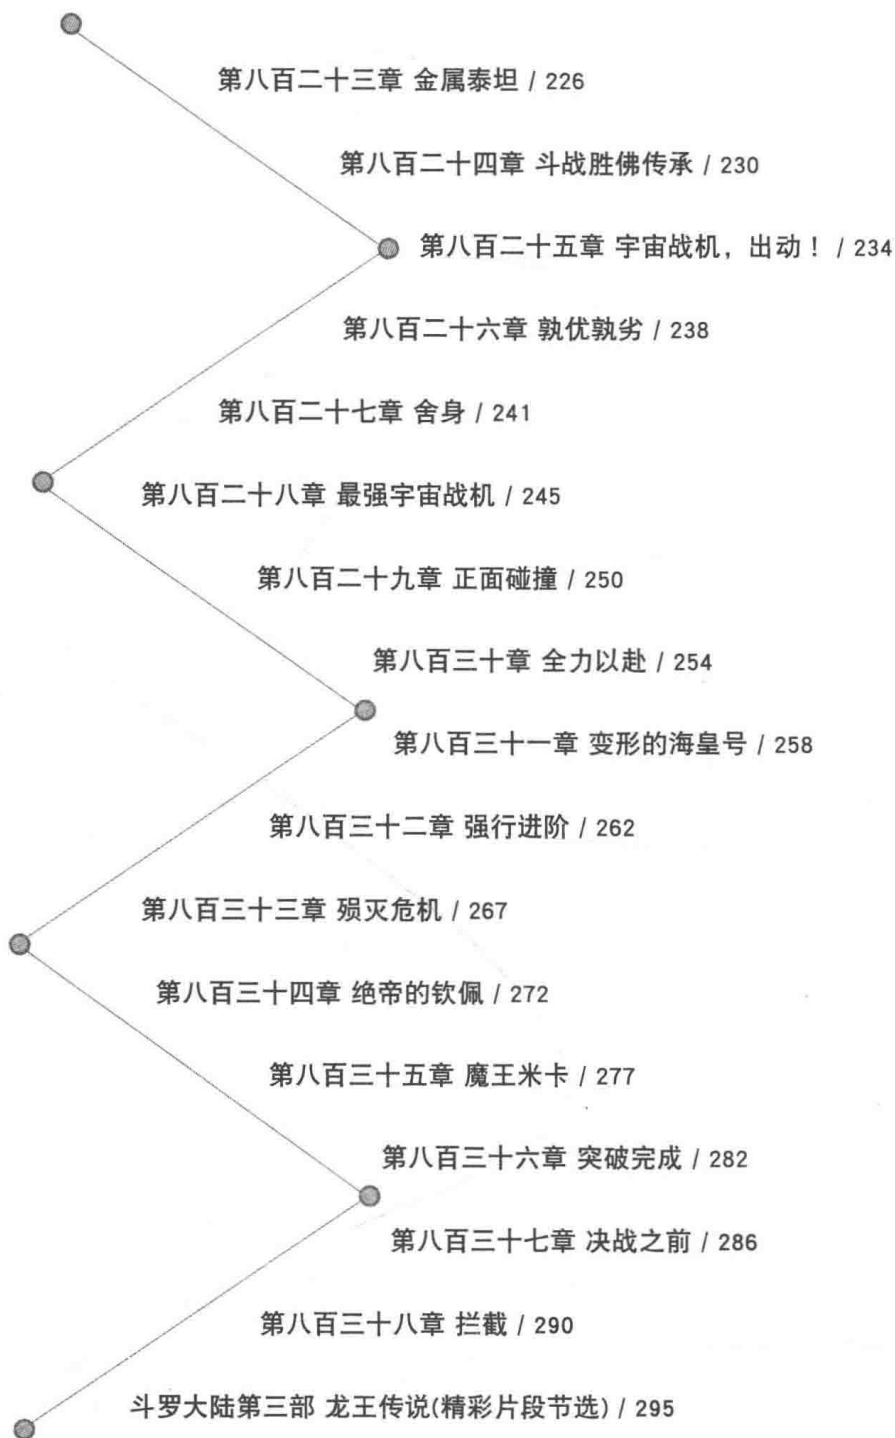 第八百二十三章 金属泰坦 / 226
第八百二十四章 斗战胜佛传承 / 230
第八百二十五章 宇宙战机，出动！ / 234
第八百二十六章 孰优孰劣 / 238
第八百二十七章 舍身 / 241
第八百二十八章 最强宇宙战机 / 245
第八百二十九章 正面碰撞 / 250
第八百三十章 全力以赴 / 254
第八百三十一章 变形的海皇号 / 258
第八百三十二章 强行进阶 / 262
第八百三十三章 殒灭危机 / 267
第八百三十四章 绝帝的钦佩 / 272
第八百三十五章 魔王米卡 / 277
第八百三十六章 突破完成 / 282
第八百三十七章 决战之前 / 286
第八百三十八章 拦截 / 290
斗罗大陆第三部 龙王传说(精彩片段节选) / 295